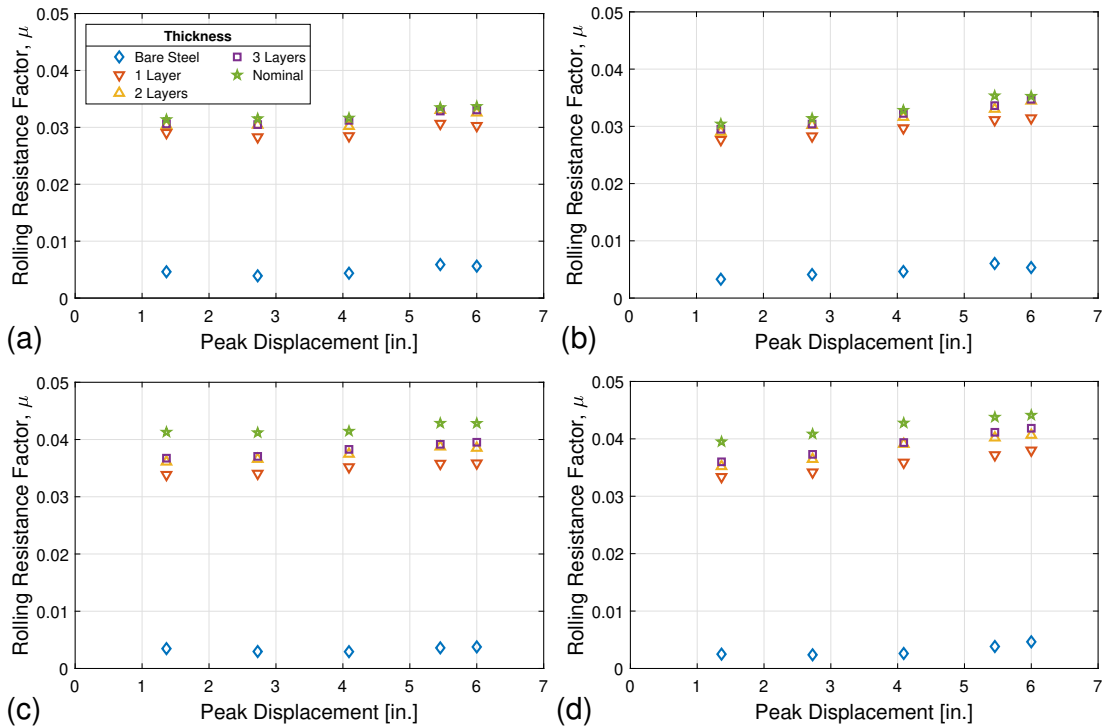 Rolling Resistance Factor, μ
0.05
0.04
0.03
0.02
0.01
0
Thickness
Bare Steel
1 Layer
2 Layers
3 Layers
Nominal
0 1 2 3 4 5 6 7
Peak Displacement [in.]
(a)
Rolling Resistance Factor, μ
0.05
0.04
0.03
0.02
0.01
0
0 1 2 3 4 5 6 7
Peak Displacement [in.]
(b)
Rolling Resistance Factor, μ
0.05
0.04
0.03
0.02
0.01
0
0 1 2 3 4 5 6 7
Peak Displacement [in.]
(c)
Rolling Resistance Factor, μ
0.05
0.04
0.03
0.02
0.01
0
0 1 2 3 4 5 6 7
Peak Displacement [in.]
(d)